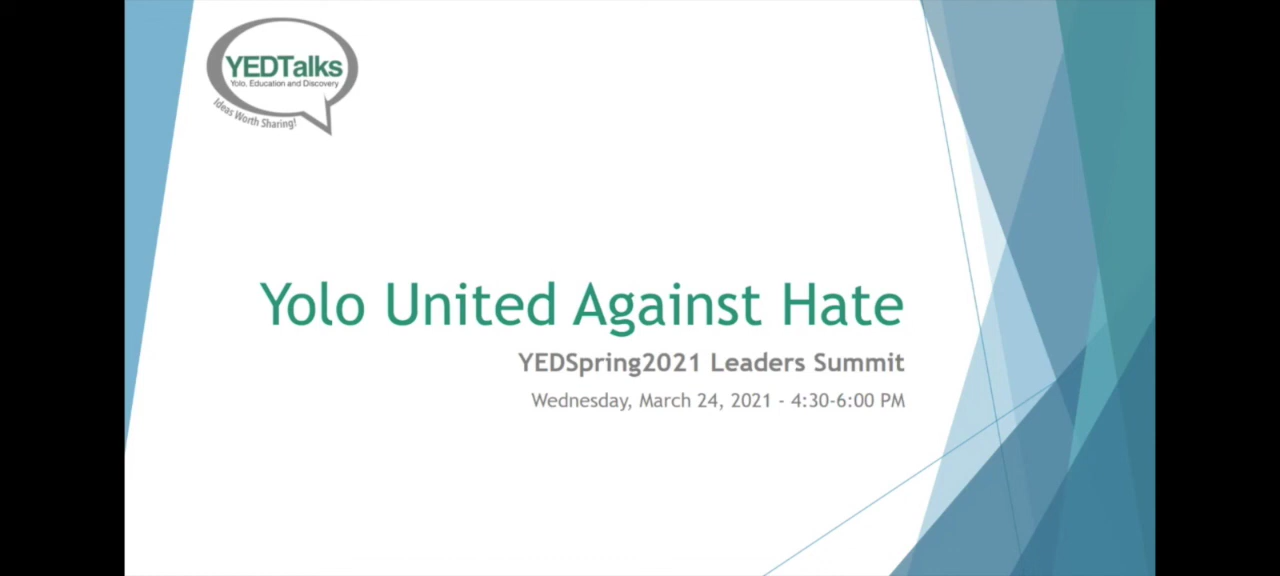 YEDTalks
Yolo. Education and Discovery
Ideas Worth Sharing!
Yolo United Against Hate
YEDSpring2021 Leaders Summit
Wednesday, March 24, 2021 - 4:30-6:00 PM